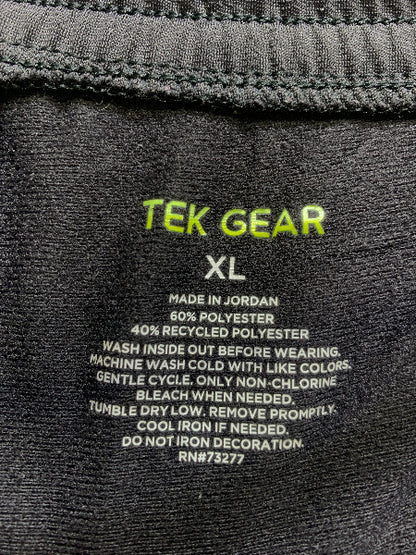 TEK GEAR
XL
MADE IN JORDAN
60% POLYESTER
40% RECYCLED POLYESTER
WASH INSIDE OUT BEFORE WEARING.
MACHINE WASH COLD WITH LIKE COLORS.
GENTLE CYCLE. ONLY NON-CHLORINE
BLEACH WHEN NEEDED.
TUMBLE DRY LOW. REMOVE PROMPTLY.
COOL IRON IF NEEDED.
DO NOT IRON DECORATION.
RN#73277